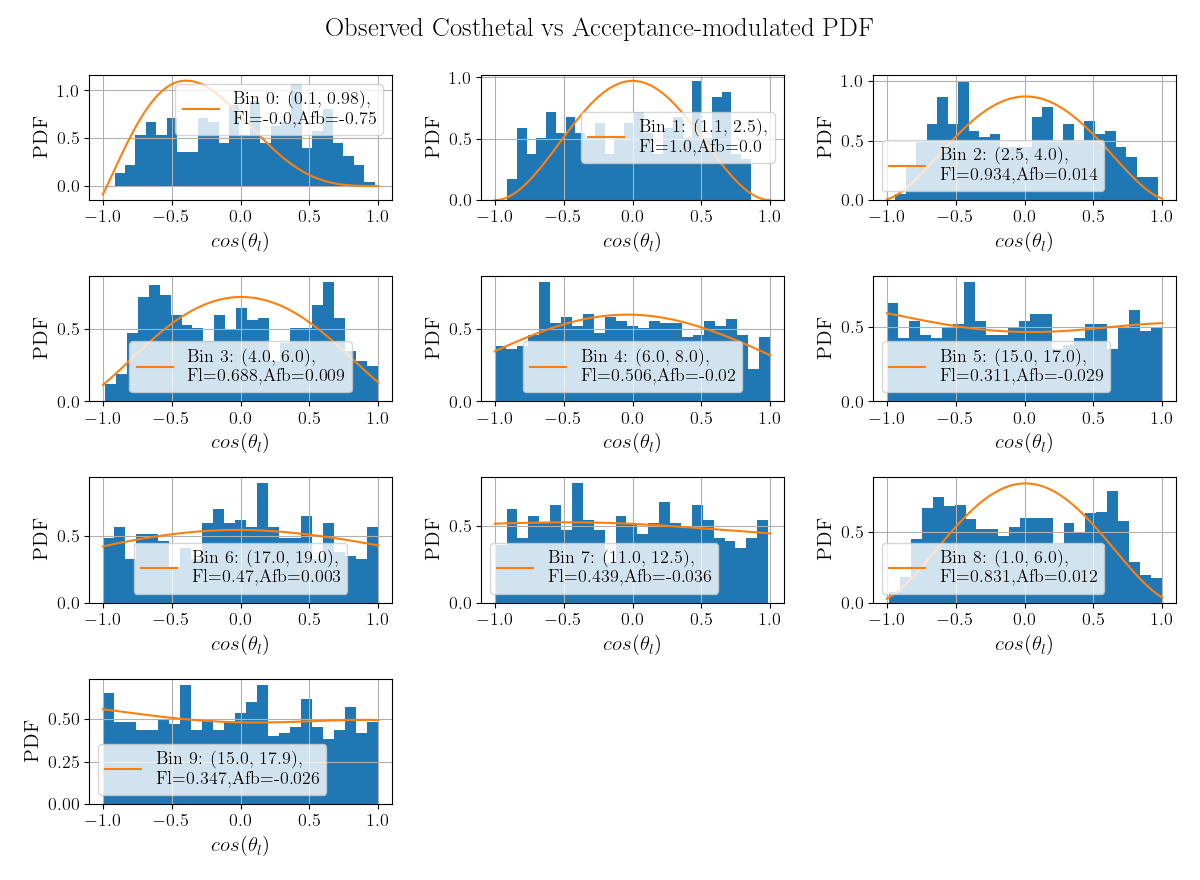 Observed Costhetal vs Acceptance-modulated PDF
PDF
1.0
0.5
0.0
Bin 0: (0.1, 0.98),
Fl=-0.0,Afb=-0.75
−1.0 −0.5 0.0 0.5 1.0
cos(θl)
PDF
1.0
0.5
0.0
Bin 1: (1.1, 2.5),
Fl=1.0,Afb=0.0
−1.0 −0.5 0.0 0.5 1.0
cos(θl)
PDF
1.0
0.5
0.0
Bin 2: (2.5, 4.0),
Fl=0.934,Afb=0.014
−1.0 −0.5 0.0 0.5 1.0
cos(θl)
PDF
0.5
0.0
Bin 3: (4.0, 6.0),
Fl=0.688,Afb=0.009
−1.0 −0.5 0.0 0.5 1.0
cos(θl)
PDF
0.5
0.0
Bin 4: (6.0, 8.0),
Fl=0.506,Afb=-0.02
−1.0 −0.5 0.0 0.5 1.0
cos(θl)
PDF
0.5
0.0
Bin 5: (15.0, 17.0),
Fl=0.311,Afb=-0.029
−1.0 −0.5 0.0 0.5 1.0
cos(θl)
PDF
0.5
0.0
Bin 6: (17.0, 19.0),
Fl=0.47,Afb=0.003
−1.0 −0.5 0.0 0.5 1.0
cos(θl)
PDF
0.5
0.0
Bin 7: (11.0, 12.5),
Fl=0.439,Afb=-0.036
−1.0 −0.5 0.0 0.5 1.0
cos(θl)
PDF
0.5
0.0
Bin 8: (1.0, 6.0),
Fl=0.831,Afb=0.012
−1.0 −0.5 0.0 0.5 1.0
cos(θl)
PDF
0.50
0.25
0.00
Bin 9: (15.0, 17.9),
Fl=0.347,Afb=-0.026
−1.0 −0.5 0.0 0.5 1.0
cos(θl)